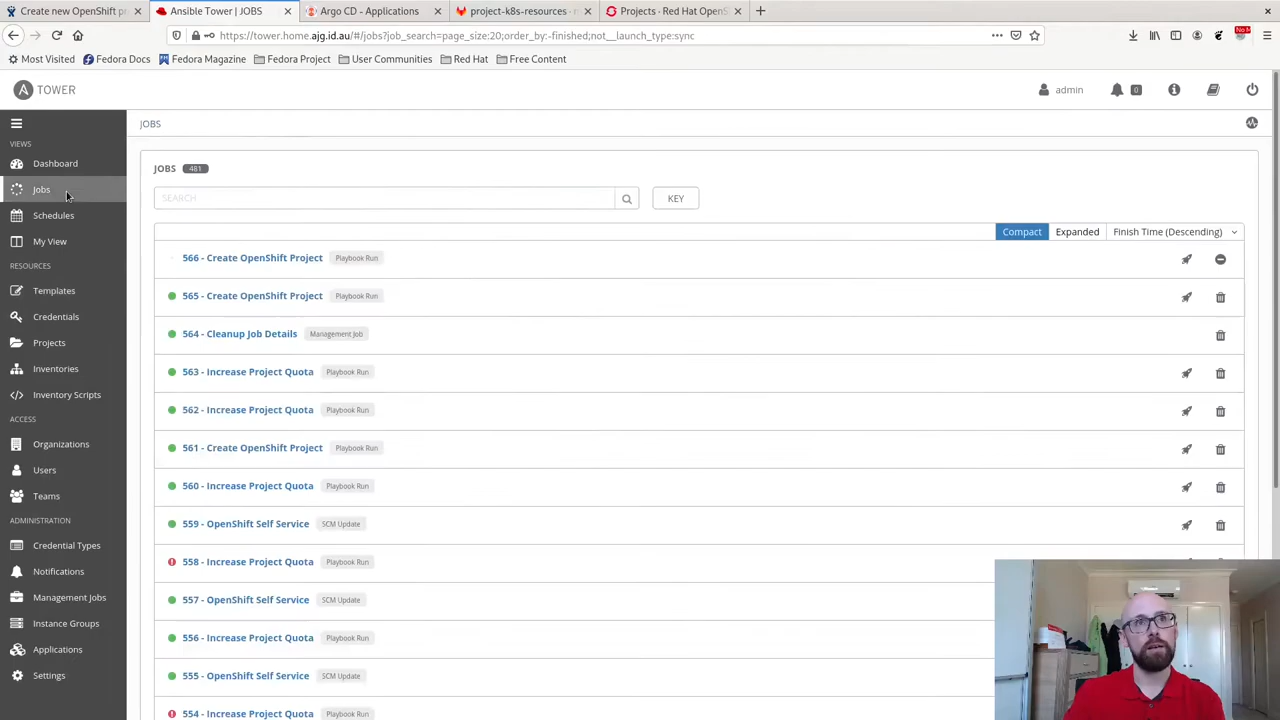 Create new OpenShift p
Ansible Tower | JOBS
Argo CD - Applications
project-k8s-resources
Projects · Red Hat OpenS
https://tower.home.ajg.id.au/#/jobs?job_search=page_size:20;order_by:-finished;not__launch_type:sync
Most Visited
Fedora Docs
Fedora Magazine
Fedora Project
User Communities
Red Hat
Free Content
A TOWER
admin
0
VIEWS
Dashboard
Jobs
Schedules
My View
RESOURCES
Templates
Credentials
Projects
Inventories
Inventory Scripts
ACCESS
Organizations
Users
Teams
ADMINISTRATION
Credential Types
Notifications
Management Jobs
Instance Groups
Applications
Settings
JOBS
JOBS 481
SEARCH
KEY
Compact
Expanded
Finish Time (Descending)
566 - Create OpenShift Project Playbook Run
565 - Create OpenShift Project Playbook Run
564 - Cleanup Job Details Management Job
563 - Increase Project Quota Playbook Run
562 - Increase Project Quota Playbook Run
561 - Create OpenShift Project Playbook Run
560 - Increase Project Quota Playbook Run
559 - OpenShift Self Service SCM Update
558 - Increase Project Quota Playbook Run
557 - OpenShift Self Service SCM Update
556 - Increase Project Quota Playbook Run
555 - OpenShift Self Service SCM Update
554 - Increase Project Quota Playbook Run